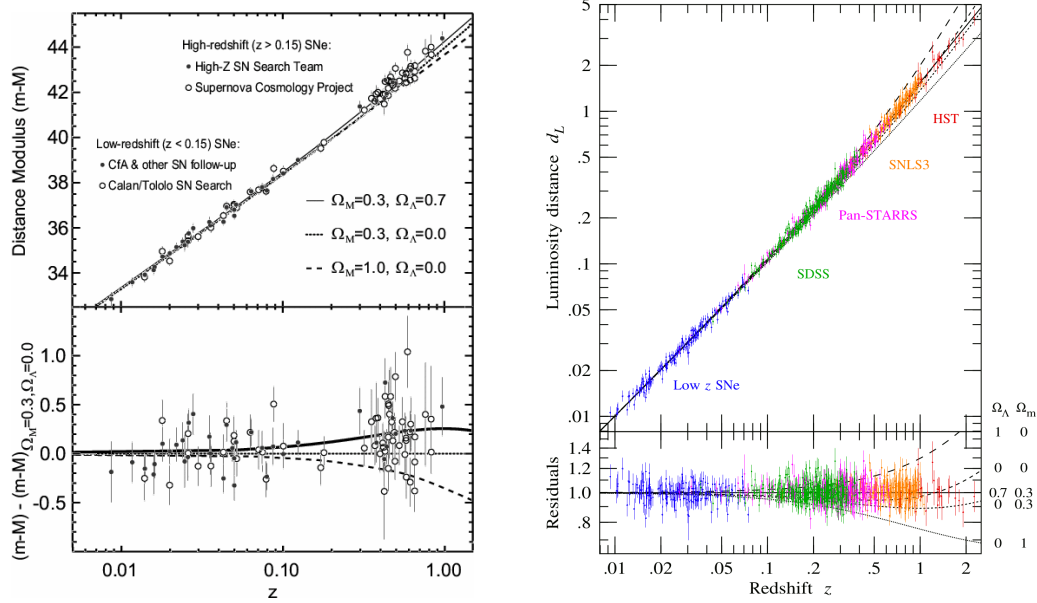 Distance Modulus (m-M)
44
42
40
38
36
34
High-redshift (z > 0.15) SNe:
High-Z SN Search Team
Supernova Cosmology Project
Low-redshift (z < 0.15) SNe:
CfA & other SN follow-up
Calan/Tololo SN Search
Ω_M=0.3, Ω_Λ=0.7
Ω_M=0.3, Ω_Λ=0.0
Ω_M=1.0, Ω_Λ=0.0
(m-M) - (m-M)_Ω_M=0.3,Ω_Λ=0.0
1.0
0.5
0.0
-0.5
0.01
0.10
1.00
z
Luminosity distance d_L
5
2
1
.5
.2
.1
.05
.02
.01
HST
SNLS3
Pan-STARRS
SDSS
Low z SNe
Ω_Λ Ω_m
1 0
0 0
0.7 0.3
0 0.3
0 1
Residuals
1.4
1.2
1.0
.8
.01
.02
.05
.1
.2
.5
1
2
Redshift z